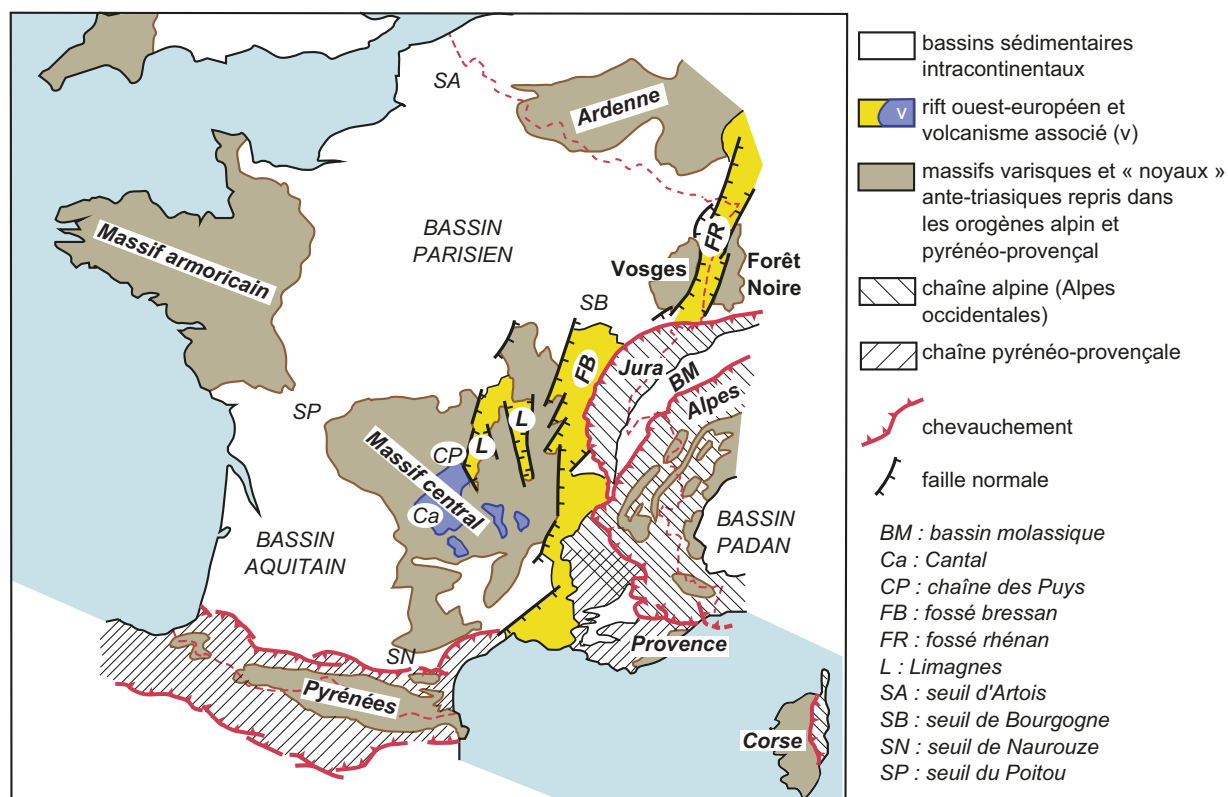 SA
Ardenne
BASSIN
PARISIEN
Massif armoricain
FR
Vosges
Forêt
Noire
SB
FB
Jura
BM
Alpes
SP
L
L
CP
Massif central
Ca
BASSIN
AQUITAIN
BASSIN
PADAN
Provence
SN
Pyrénées
Corse
bassins sédimentaires
intracontinentaux
v
rift ouest-européen et
volcanisme associé (v)
massifs varisques et « noyaux »
ante-triasiques repris dans
les orogènes alpin et
pyrénéo-provençal
chaîne alpine (Alpes
occidentales)
chaîne pyrénéo-provençale
chevauchement
faille normale
BM : bassin molassique
Ca : Cantal
CP : chaîne des Puys
FB : fossé bressan
FR : fossé rhénan
L : Limagnes
SA : seuil d'Artois
SB : seuil de Bourgogne
SN : seuil de Naurouze
SP : seuil du Poitou